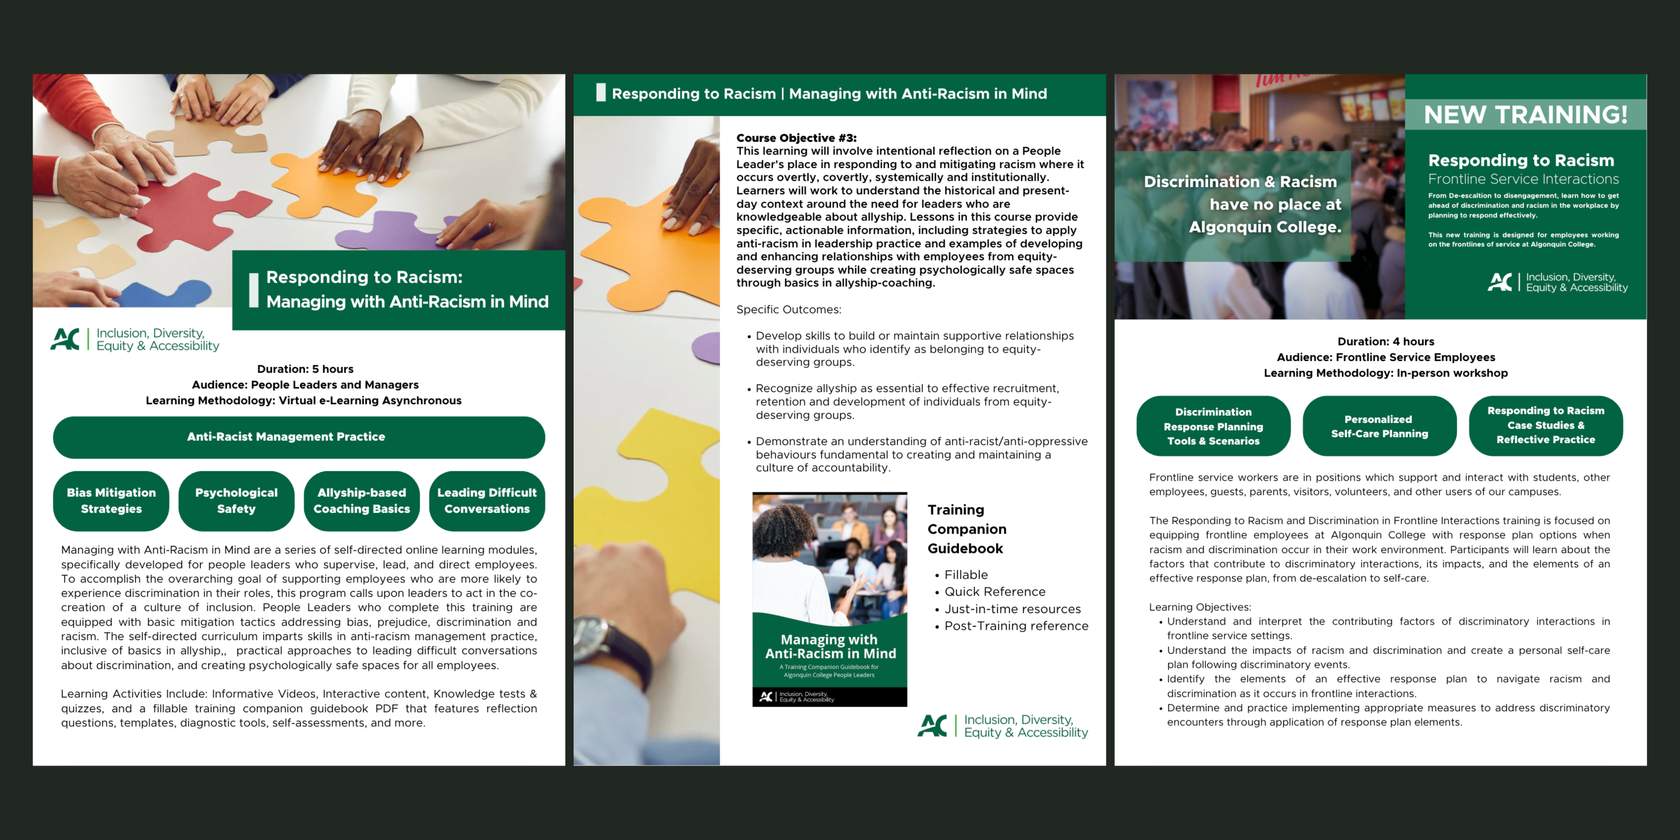 Responding to Racism:
Managing with Anti-Racism in Mind
AC Inclusion, Diversity,
Equity & Accessibility
Duration: 5 hours
Audience: People Leaders and Managers
Learning Methodology: Virtual e-Learning Asynchronous
Anti-Racist Management Practice
Bias Mitigation
Strategies
Psychological
Safety
Allyship-based
Coaching Basics
Leading Difficult
Conversations
Managing with Anti-Racism in Mind are a series of self-directed online learning modules,
specifically developed for people leaders who supervise, lead, and direct employees.
To accomplish the overarching goal of supporting employees who are more likely to
experience discrimination in their roles, this program calls upon leaders to act in the co-
creation of a culture of inclusion. People Leaders who complete this training are
equipped with basic mitigation tactics addressing bias, prejudice, discrimination and
racism. The self-directed curriculum imparts skills in anti-racism management practice,
inclusive of basics in allyship,, practical approaches to leading difficult conversations
about discrimination, and creating psychologically safe spaces for all employees.
Learning Activities Include: Informative Videos, Interactive content, Knowledge tests &
quizzes, and a fillable training companion guidebook PDF that features reflection
questions, templates, diagnostic tools, self-assessments, and more.
Responding to Racism | Managing with Anti-Racism in Mind
Course Objective #3:
This learning will involve intentional reflection on a People
Leader's place in responding to and mitigating racism where it
occurs overtly, covertly, systemically and institutionally.
Learners will work to understand the historical and present-
day context around the need for leaders who are
knowledgeable about allyship. Lessons in this course provide
specific, actionable information, including strategies to apply
anti-racism in leadership practice and examples of developing
and enhancing relationships with employees from equity-
deserving groups while creating psychologically safe spaces
through basics in allyship-coaching.
Specific Outcomes:
• Develop skills to build or maintain supportive relationships
with individuals who identify as belonging to equity-
deserving groups.
• Recognize allyship as essential to effective recruitment,
retention and development of individuals from equity-
deserving groups.
• Demonstrate an understanding of anti-racist/anti-oppressive
behaviours fundamental to creating and maintaining a
culture of accountability.
Managing with
Anti-Racism in Mind
A Training Companion Guidebook for
Algonquin College People Leaders
AC Inclusion, Diversity,
Equity & Accessibility
Training
Companion
Guidebook
• Fillable
• Quick Reference
• Just-in-time resources
• Post-Training reference
AC Inclusion, Diversity,
Equity & Accessibility
Discrimination & Racism
have no place at
Algonquin College.
NEW TRAINING!
Responding to Racism
Frontline Service Interactions
From De-escaltion to disengagement, learn how to get
ahead of discrimination and racism in the workplace by
planning to respond effectively.
This new training is designed for employees working
on the frontlines of service at Algonquin College.
AC Inclusion, Diversity,
Equity & Accessibility
Duration: 4 hours
Audience: Frontline Service Employees
Learning Methodology: In-person workshop
Discrimination
Response Planning
Tools & Scenarios
Personalized
Self-Care Planning
Responding to Racism
Case Studies &
Reflective Practice
Frontline service workers are in positions which support and interact with students, other
employees, guests, parents, visitors, volunteers, and other users of our campuses.
The Responding to Racism and Discrimination in Frontline Interactions training is focused on
equipping frontline employees at Algonquin College with response plan options when
racism and discrimination occur in their work environment. Participants will learn about the
factors that contribute to discriminatory interactions, its impacts, and the elements of an
effective response plan, from de-escalation to self-care.
Learning Objectives:
• Understand and interpret the contributing factors of discriminatory interactions in
frontline service settings.
• Understand the impacts of racism and discrimination and create a personal self-care
plan following discriminatory events.
• Identify the elements of an effective response plan to navigate racism and
discrimination as it occurs in frontline interactions.
• Determine and practice implementing appropriate measures to address discriminatory
encounters through application of response plan elements.